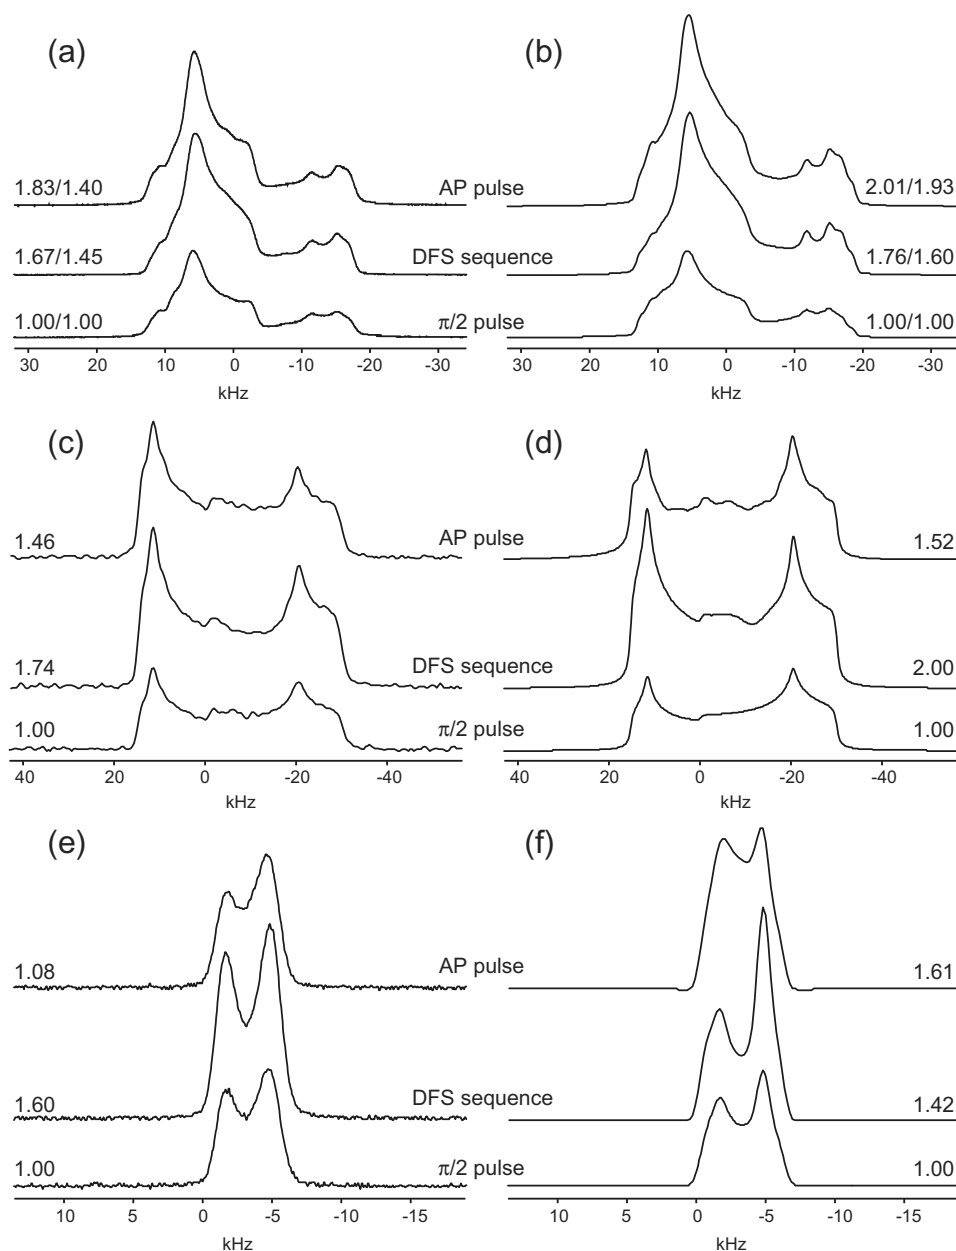 (a) (b)
1.83/1.40 AP pulse 2.01/1.93
1.67/1.45 DFS sequence 1.76/1.60
1.00/1.00 π/2 pulse 1.00/1.00
30 20 10 0 -10 -20 -30 30 20 10 0 -10 -20 -30
kHz kHz
(c) (d)
1.46 AP pulse 1.52
1.74 DFS sequence 2.00
1.00 π/2 pulse 1.00
40 20 0 -20 -40 40 20 0 -20 -40
kHz kHz
(e) (f)
1.08 AP pulse 1.61
1.60 DFS sequence 1.42
1.00 π/2 pulse 1.00
10 5 0 -5 -10 -15 10 5 0 -5 -10 -15
kHz kHz